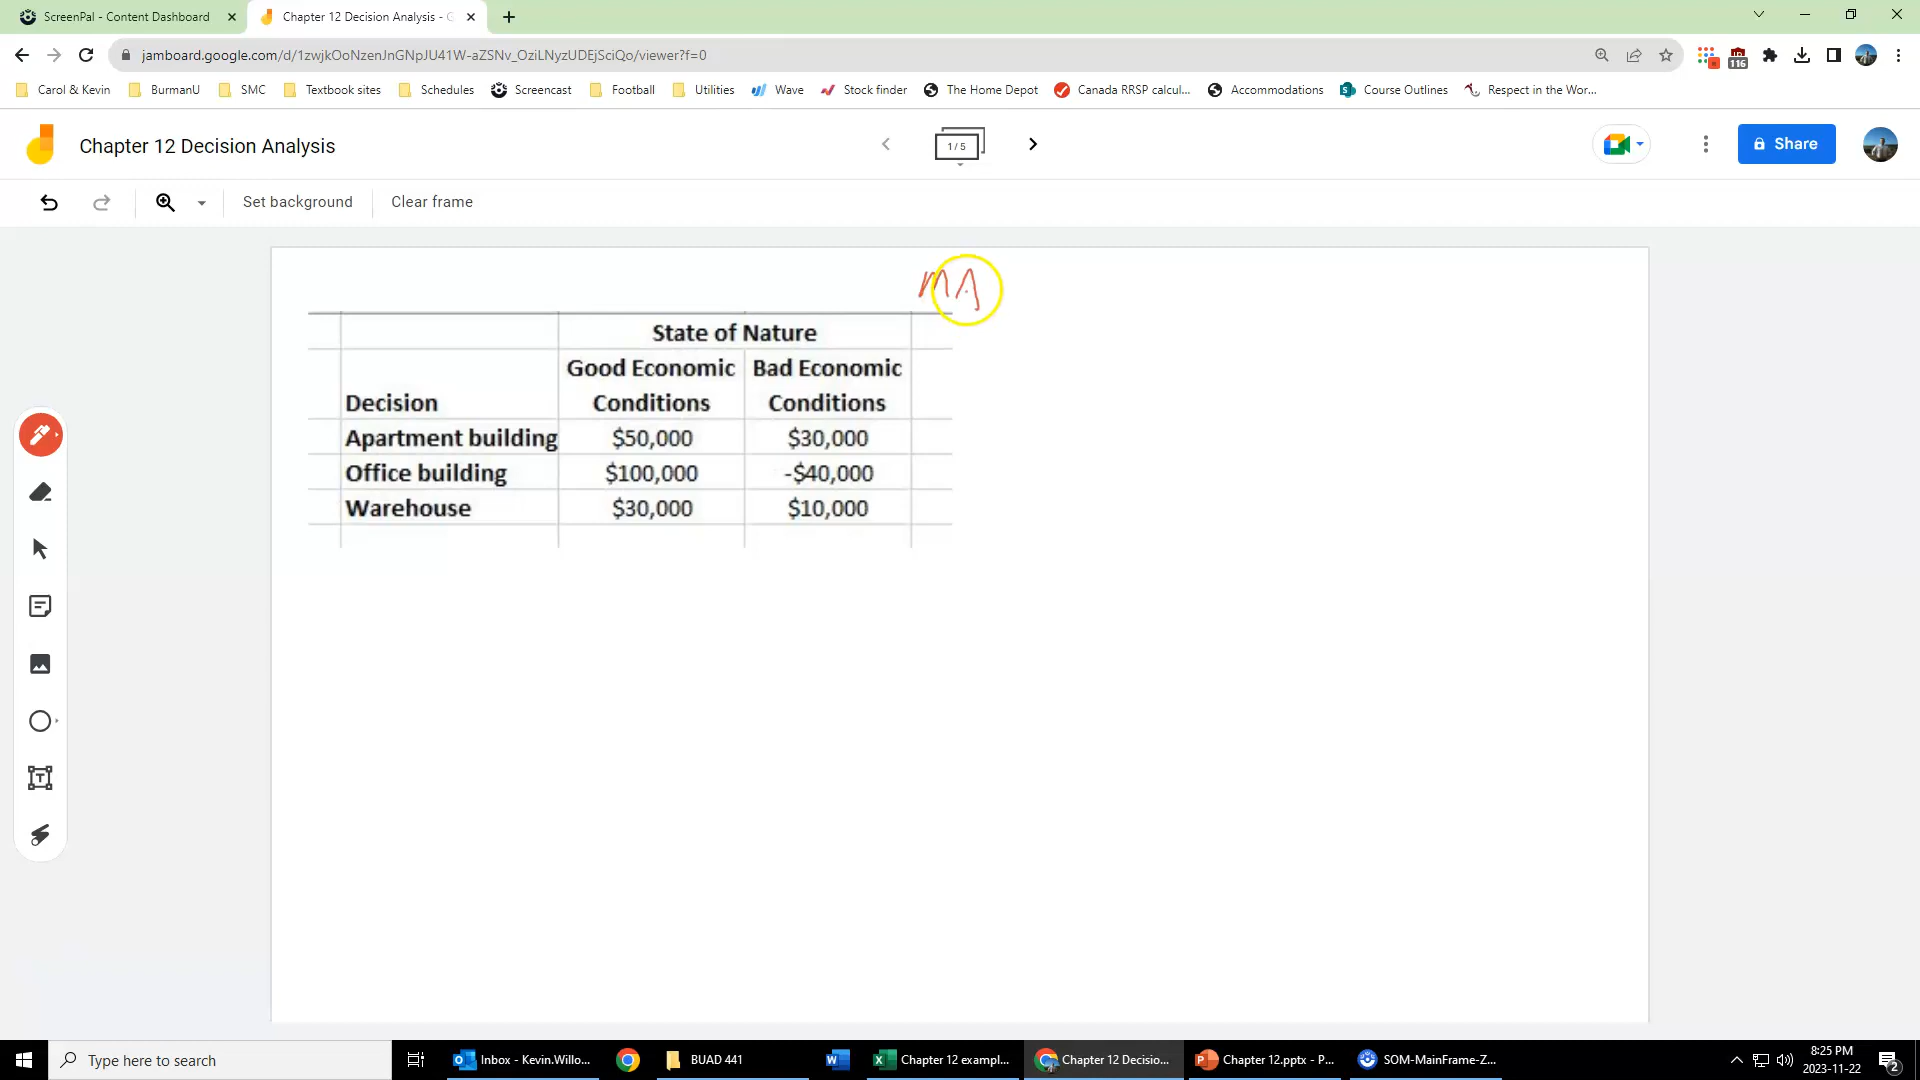 ScreenPal - Content Dashboard
Chapter 12 Decision Analysis - G
jamboard.google.com/d/1zwjkOoNzenJnGNpJU41W-aZSNv_OziLNyzUDEjSciQo/viewer?f=0
116
Carol & Kevin
BurmanU
SMC
Textbook sites
Schedules
Screencast
Football
Utilities
Wave
Stock finder
The Home Depot
Canada RRSP calcul...
Accommodations
Course Outlines
Respect in the Wor...
Chapter 12 Decision Analysis
1 / 5
Share
Set background
Clear frame
MA
State of Nature
Good Economic Bad Economic
Decision Conditions Conditions
Apartment building $50,000 $30,000
Office building $100,000 -$40,000
Warehouse $30,000 $10,000
Type here to search
Inbox - Kevin.Willo...
BUAD 441
Chapter 12 exampl...
Chapter 12 Decisio...
Chapter 12.pptx - P...
SOM-MainFrame-Z...
8:25 PM
2023-11-22
2